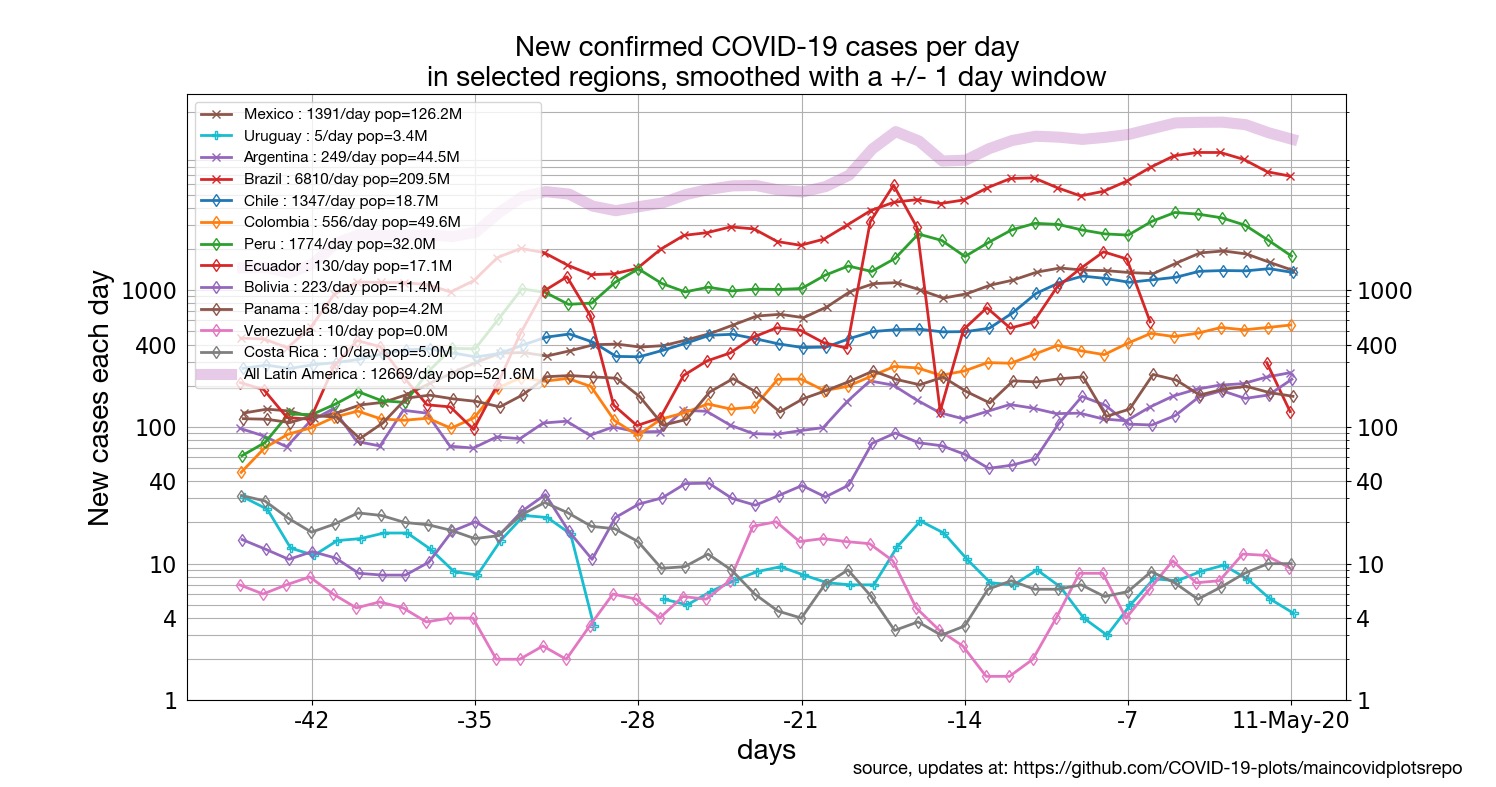 New confirmed COVID-19 cases per day
in selected regions, smoothed with a +/- 1 day window
Mexico : 1391/day pop=126.2M
Uruguay : 5/day pop=3.4M
Argentina : 249/day pop=44.5M
Brazil : 6810/day pop=209.5M
Chile : 1347/day pop=18.7M
Colombia : 556/day pop=49.6M
Peru : 1774/day pop=32.0M
Ecuador : 130/day pop=17.1M
Bolivia : 223/day pop=11.4M
Panama : 168/day pop=4.2M
Venezuela : 10/day pop=0.0M
Costa Rica : 10/day pop=5.0M
All Latin America : 12669/day pop=521.6M
New cases each day
1000
400
100
40
10
4
1
1000
400
100
40
10
4
1
-42 -35 -28 -21 -14 -7 11-May-20
days
source, updates at: https://github.com/COVID-19-plots/maincovidplotsrepo